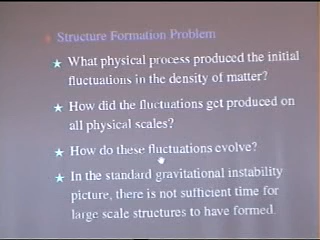 Structure Formation Problem
What physical process produced the initial
fluctuations in the density of matter?
How did the fluctuations get produced on
all physical scales?
How do these fluctuations evolve?
In the standard gravitational instability
picture, there is not sufficient time for
large scale structures to have formed.